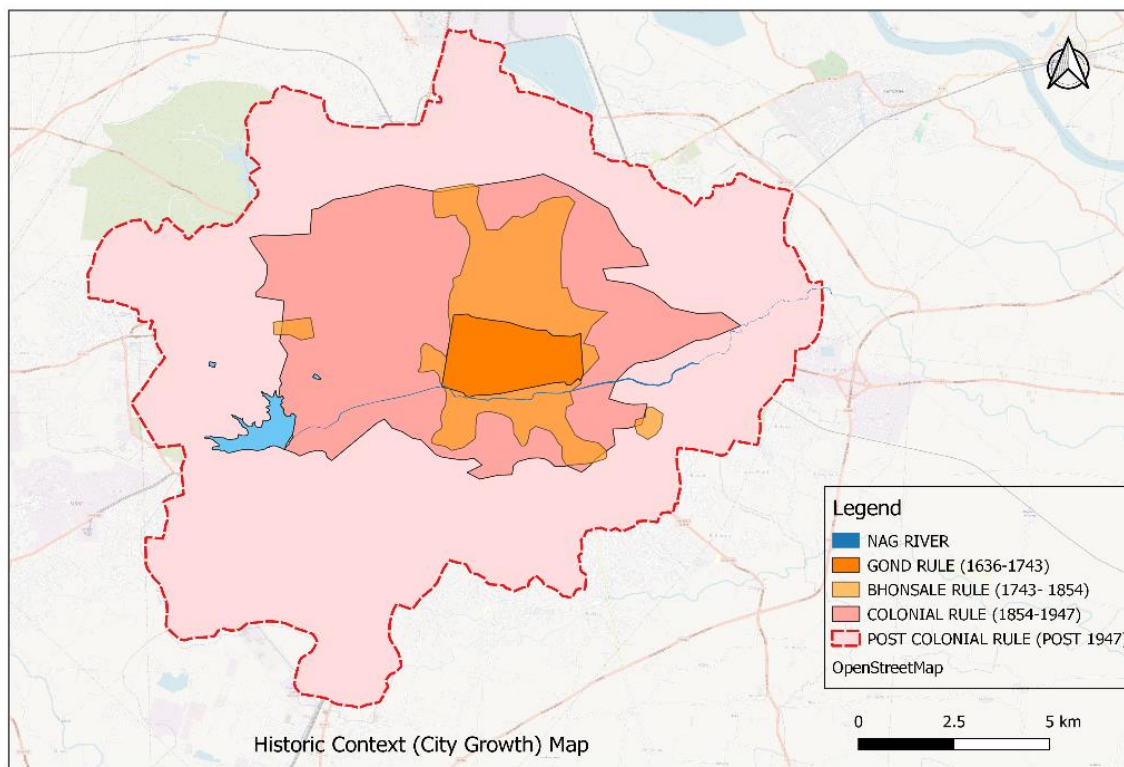 Legend
NAG RIVER
GOND RULE (1636-1743)
BHONSALE RULE (1743- 1854)
COLONIAL RULE (1854-1947)
POST COLONIAL RULE (POST 1947)
OpenStreetMap
0 2.5 5 km
Historic Context (City Growth) Map